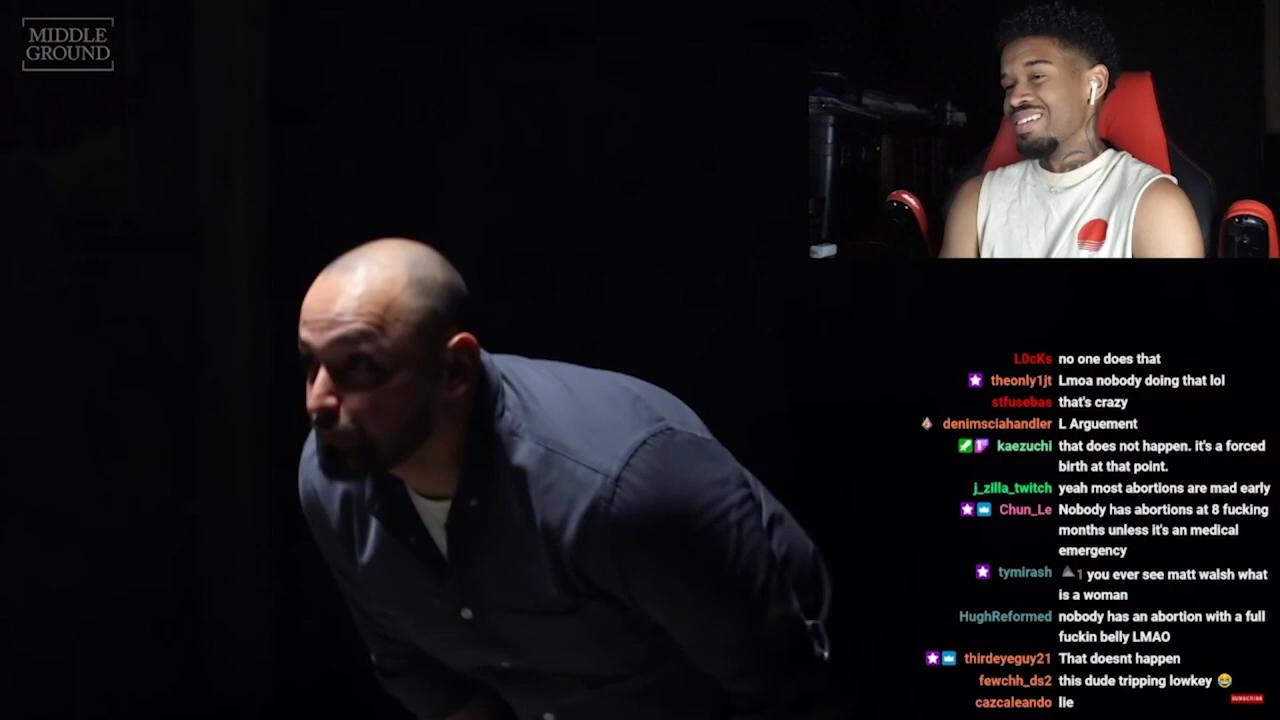 MIDDLE
GROUND
L0cKs no one does that
theonly1jt Lmoa nobody doing that lol
stfusebas that's crazy
denimsciahandler L Arguement
kaezuchi that does not happen. it's a forced
birth at that point.
j_zilla_twitch yeah most abortions are mad early
Chun_Le Nobody has abortions at 8 fucking
months unless it's an medical
emergency
tymirash 1 you ever see matt walsh what
is a woman
HughReformed nobody has an abortion with a full
fuckin belly LMAO
thirdeyeguy21 That doesnt happen
fewchh_ds2 this dude tripping lowkey 😂
cazcaleando lie
SUBSCRIBE